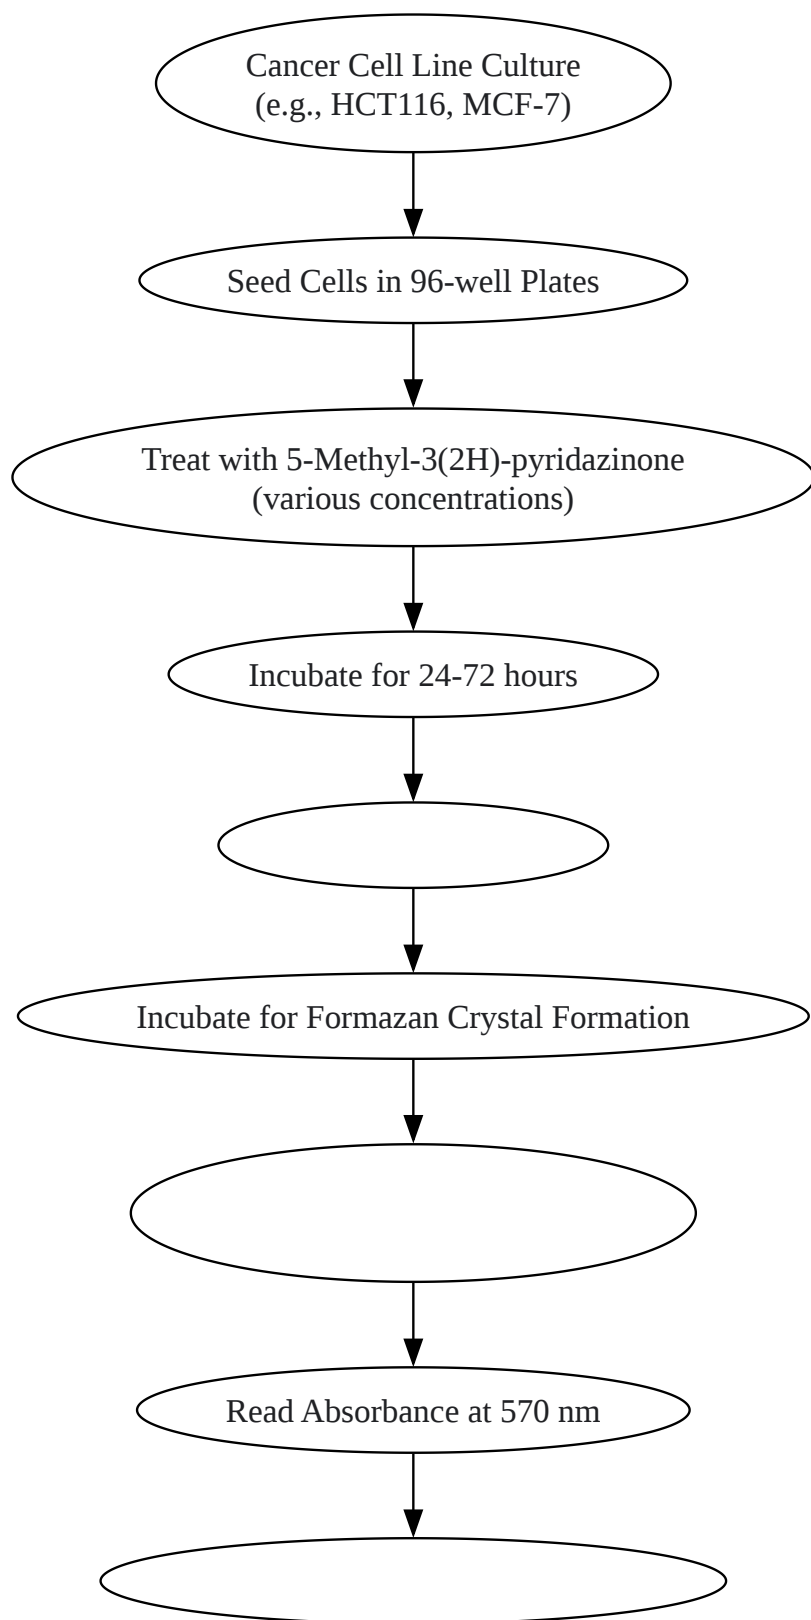 Cancer Cell Line Culture
(e.g., HCT116, MCF-7)
Seed Cells in 96-well Plates
Treat with 5-Methyl-3(2H)-pyridazinone
(various concentrations)
Incubate for 24-72 hours
Incubate for Formazan Crystal Formation
Read Absorbance at 570 nm